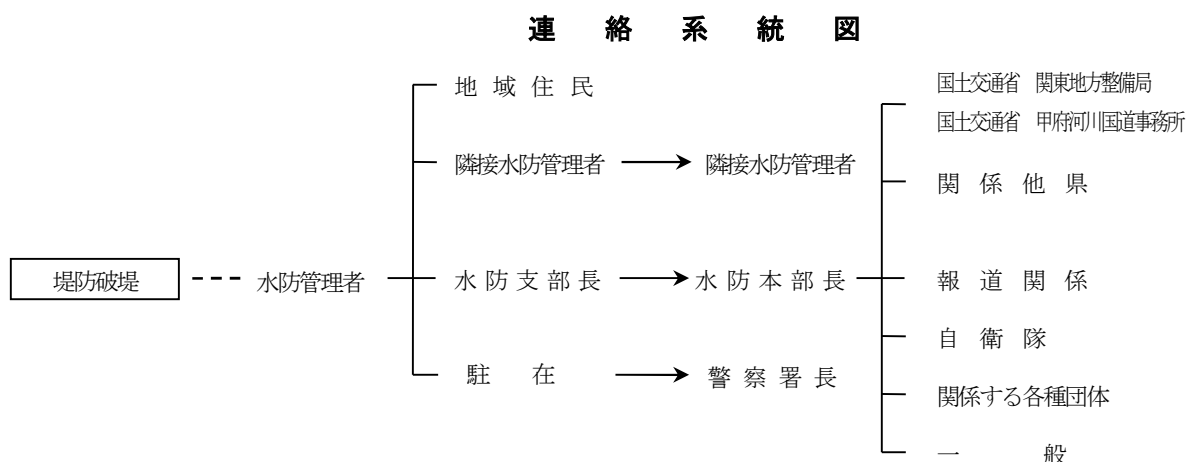 連絡系統図
地域住民
隣接水防管理者
隣接水防管理者
堤防破堤
水防管理者
水防支部長
水防本部長
駐在
警察署長
国土交通省 関東地方整備局
国土交通省 甲府河川国道事務所
関係他県
報道関係
自衛隊
関係する各種団体
一般